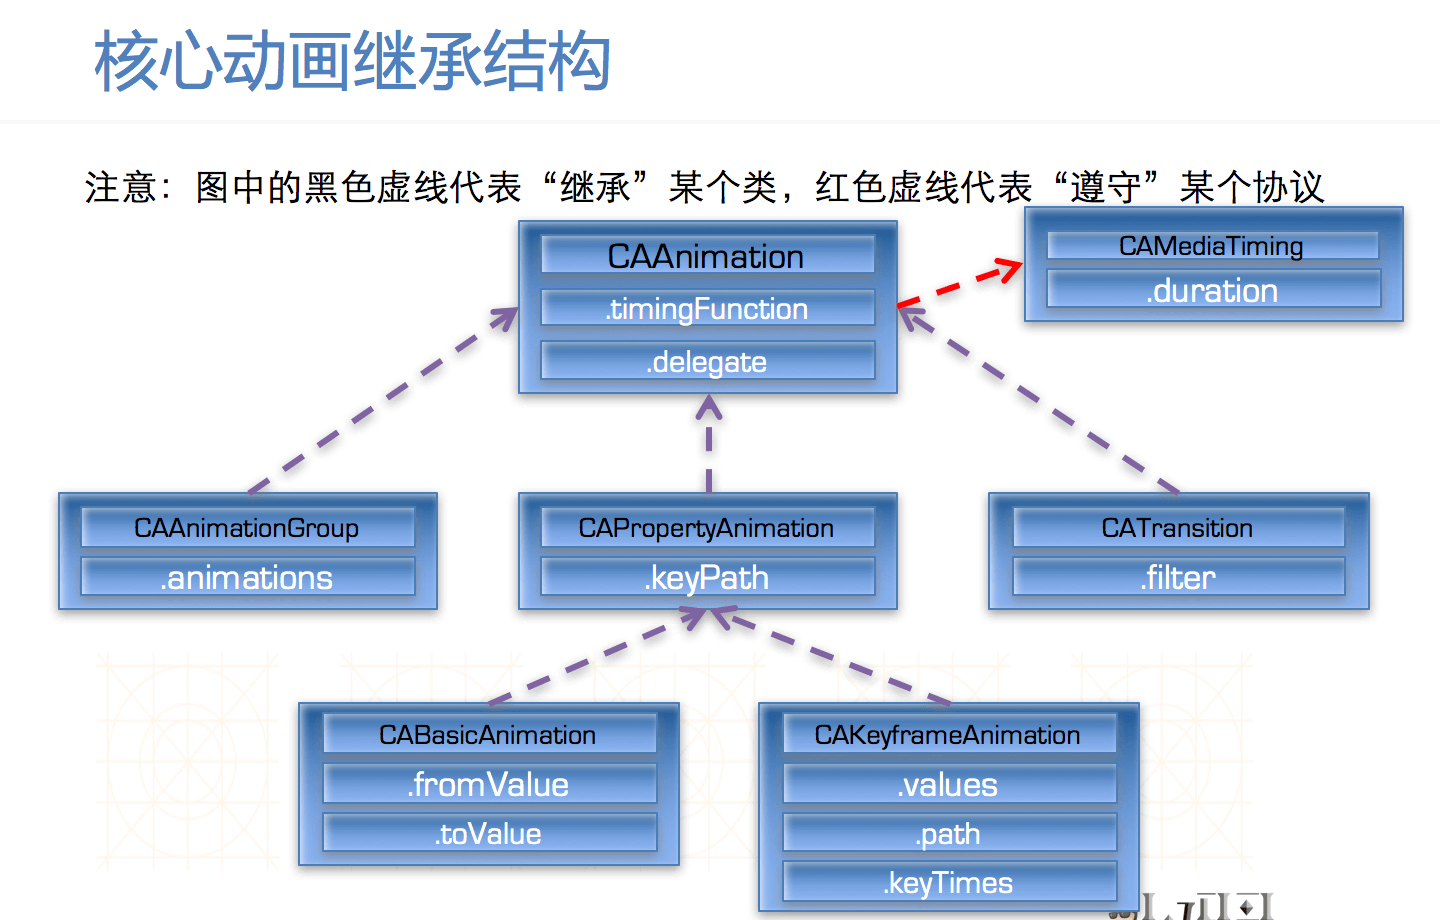 核心动画继承结构
注意：图中的黑色虚线代表“继承”某个类，红色虚线代表“遵守”某个协议
CAAnimation
.timingFunction
.delegate
CAMediaTiming
.duration
CAAnimationGroup
.animations
CAPropertyAnimation
.keyPath
CATransition
.filter
CABasicAnimation
.fromValue
.toValue
CAKeyframeAnimation
.values
.path
.keyTimes